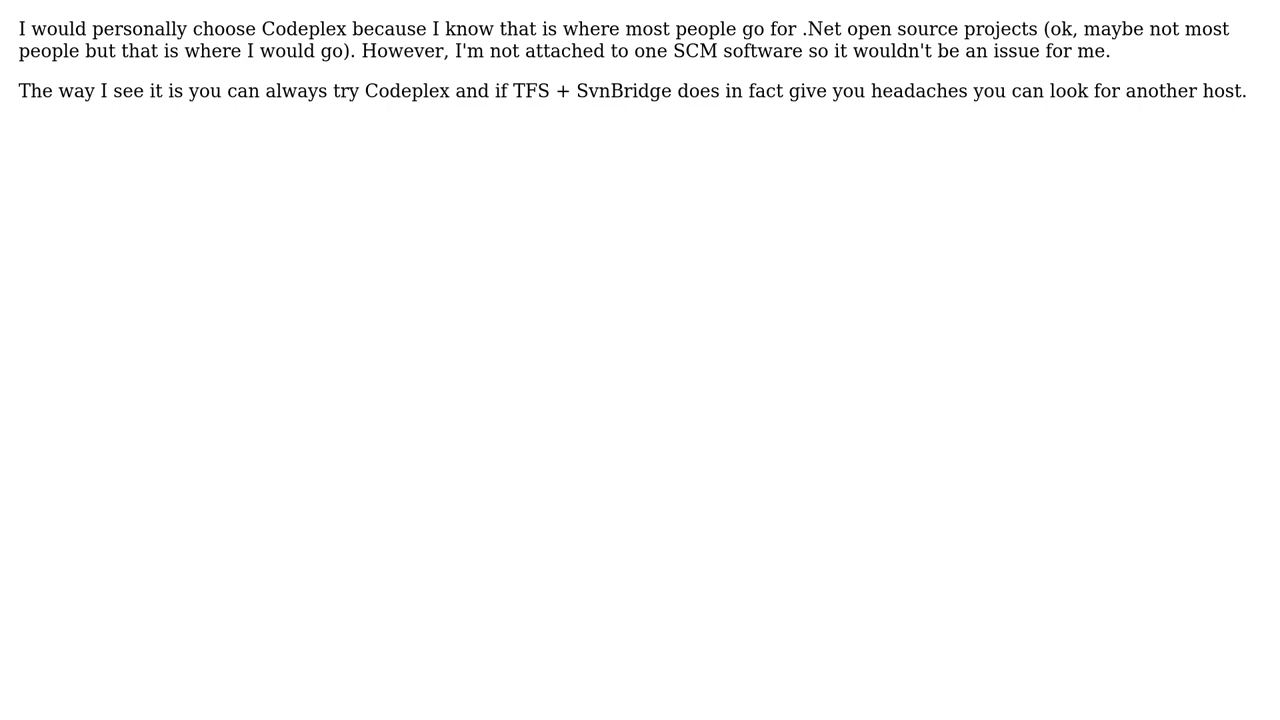 I would personally choose Codeplex because I know that is where most people go for .Net open source projects (ok, maybe not most
people but that is where I would go). However, I'm not attached to one SCM software so it wouldn't be an issue for me.
The way I see it is you can always try Codeplex and if TFS + SvnBridge does in fact give you headaches you can look for another host.